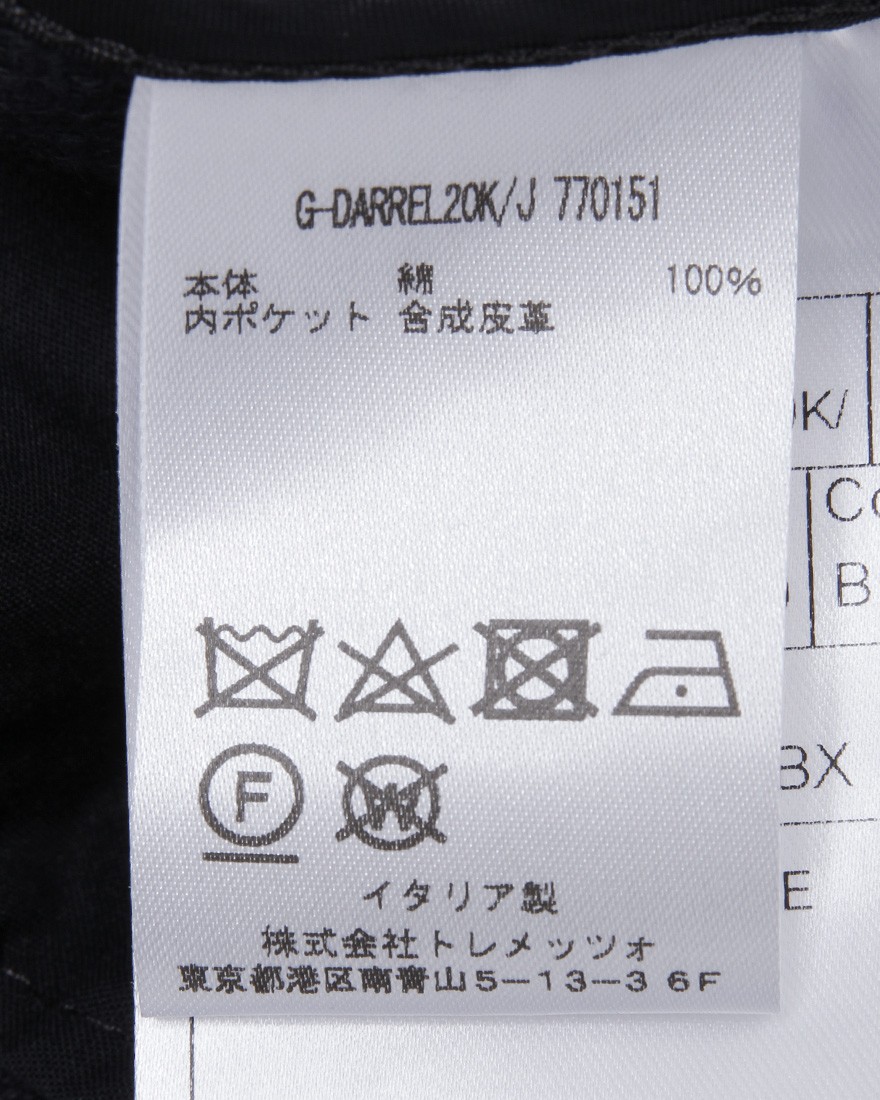 G-DARREL20K/J 770151
本体 綿 100%
内ポケット 合成皮革
K/
Co
B
F W
BX
E
イタリア製
株式会社トレメッツォ
東京都港区南青山5-13-3 6F